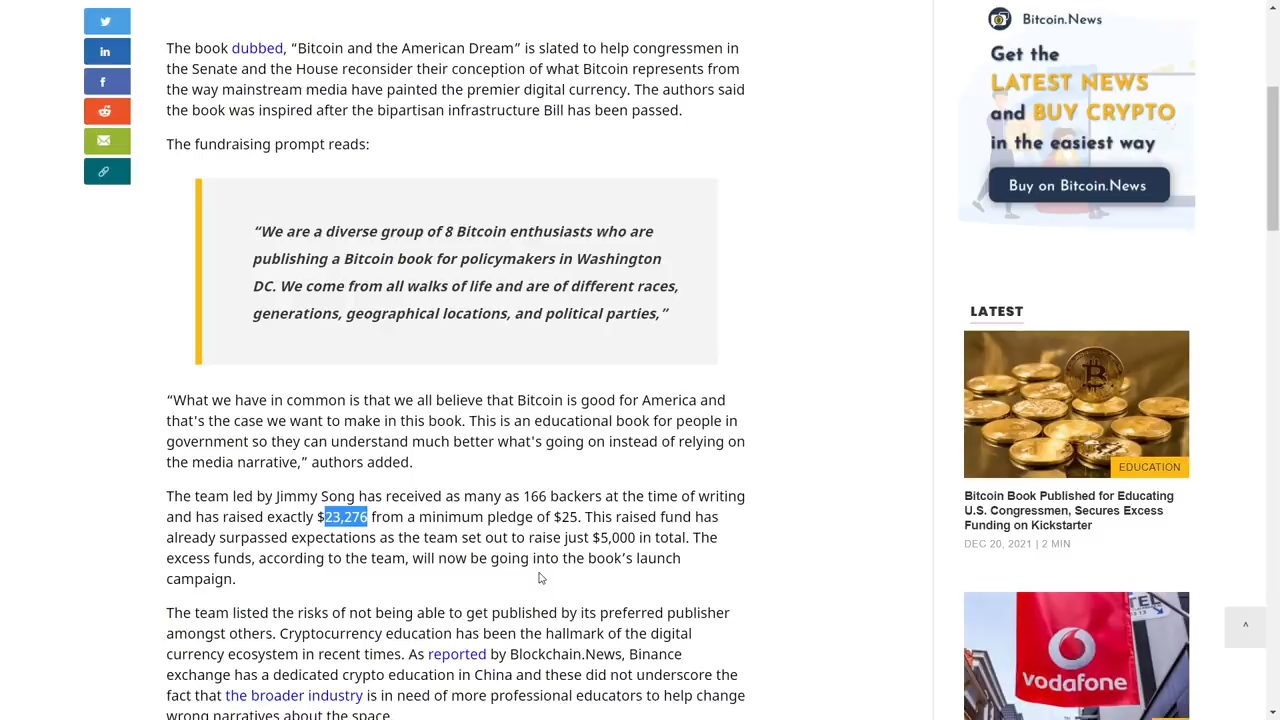 The book dubbed, “Bitcoin and the American Dream” is slated to help congressmen in
the Senate and the House reconsider their conception of what Bitcoin represents from
the way mainstream media have painted the premier digital currency. The authors said
the book was inspired after the bipartisan infrastructure Bill has been passed.
The fundraising prompt reads:
“We are a diverse group of 8 Bitcoin enthusiasts who are
publishing a Bitcoin book for policymakers in Washington
DC. We come from all walks of life and are of different races,
generations, geographical locations, and political parties,”
“What we have in common is that we all believe that Bitcoin is good for America and
that's the case we want to make in this book. This is an educational book for people in
government so they can understand much better what's going on instead of relying on
the media narrative,” authors added.
The team led by Jimmy Song has received as many as 166 backers at the time of writing
and has raised exactly $23,276 from a minimum pledge of $25. This raised fund has
already surpassed expectations as the team set out to raise just $5,000 in total. The
excess funds, according to the team, will now be going into the book’s launch
campaign.
The team listed the risks of not being able to get published by its preferred publisher
amongst others. Cryptocurrency education has been the hallmark of the digital
currency ecosystem in recent times. As reported by Blockchain.News, Binance
exchange has a dedicated crypto education in China and these did not underscore the
fact that the broader industry is in need of more professional educators to help change
wrong narratives about the space.
Bitcoin.News
Get the
LATEST NEWS
and BUY CRYPTO
in the easiest way
Buy on Bitcoin.News
LATEST
EDUCATION
Bitcoin Book Published for Educating
U.S. Congressmen, Secures Excess
Funding on Kickstarter
DEC 20, 2021 | 2 MIN
vodafone